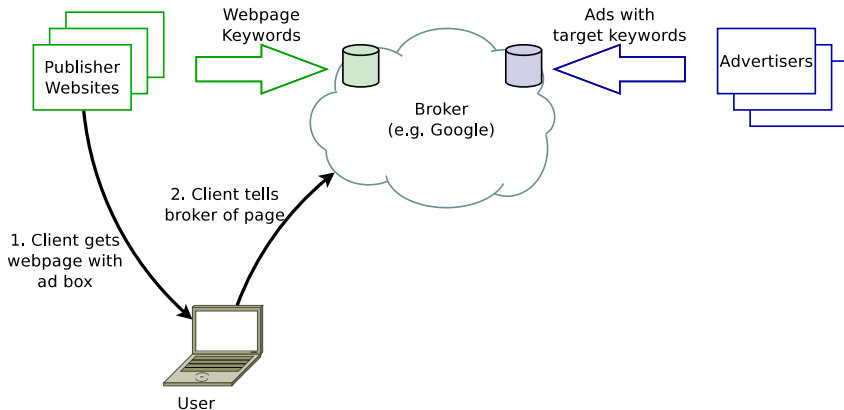 Webpage
Keywords
Ads with
target keywords
Publisher
Websites
Advertisers
Broker
(e.g. Google)
2. Client tells
broker of page
1. Client gets
webpage with
ad box
User